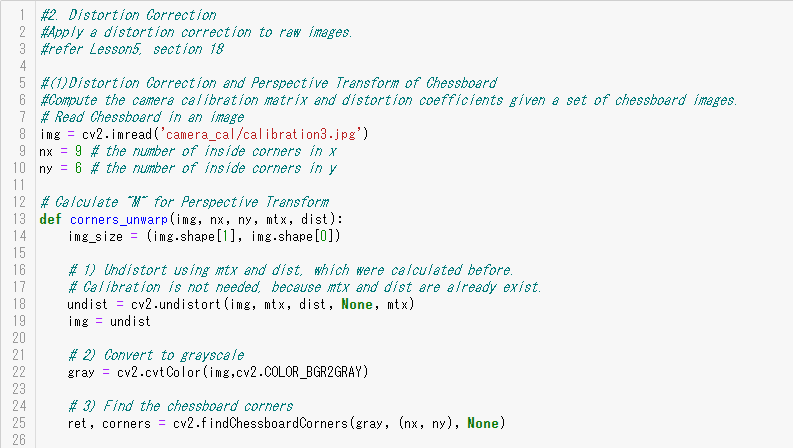 1 #2. Distortion Correction
2 #Apply a distortion correction to raw images.
3 #refer Lesson5, section 18
4
5 #(1)Distortion Correction and Perspective Transform of Chessboard
6 #Compute the camera calibration matrix and distortion coefficients given a set of chessboard images.
7 # Read Chessboard in an image
8 img = cv2.imread('camera_cal/calibration3.jpg')
9 nx = 9 # the number of inside corners in x
10 ny = 6 # the number of inside corners in y
11
12 # Calculate "M" for Perspective Transform
13 def corners_unwarp(img, nx, ny, mtx, dist):
14     img_size = (img.shape[1], img.shape[0])
15
16     # 1) Undistort using mtx and dist, which were calculated before.
17     # Calibration is not needed, because mtx and dist are already exist.
18     undist = cv2.undistort(img, mtx, dist, None, mtx)
19     img = undist
20
21     # 2) Convert to grayscale
22     gray = cv2.cvtColor(img,cv2.COLOR_BGR2GRAY)
23
24     # 3) Find the chessboard corners
25     ret, corners = cv2.findChessboardCorners(gray, (nx, ny), None)
26